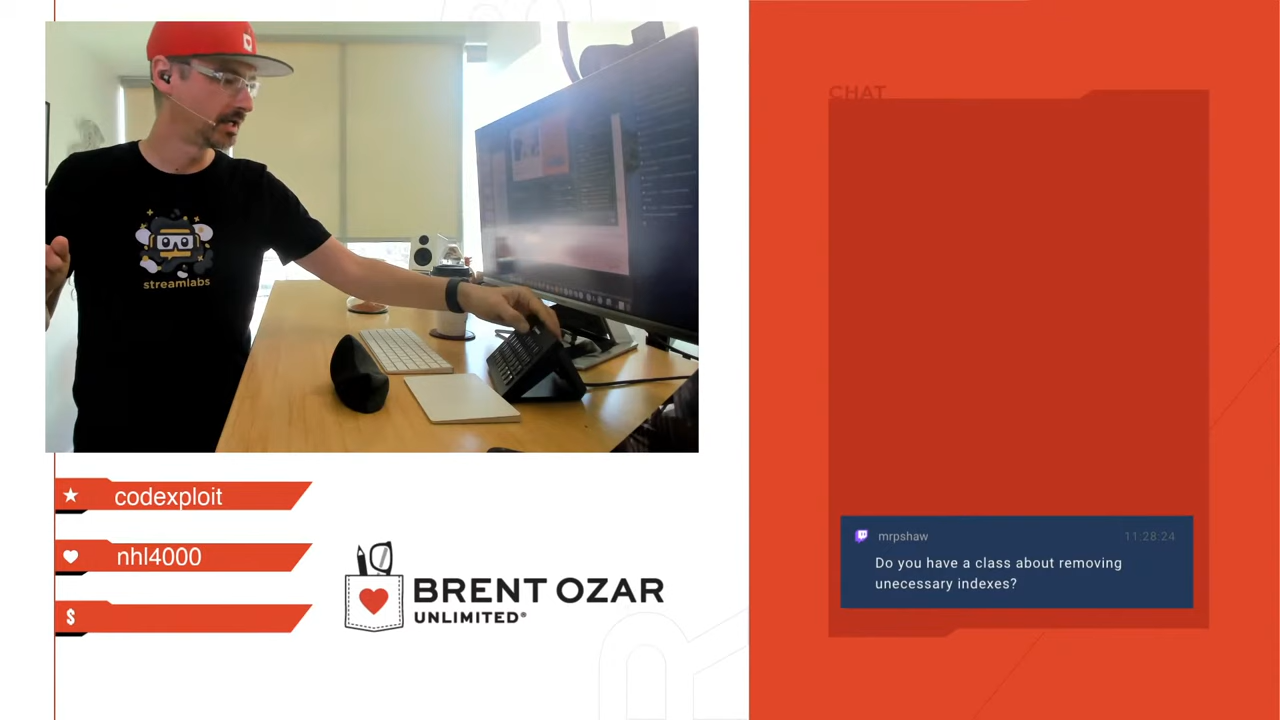 CHAT
streamlabs
codexploit
nhl4000
$
BRENT OZAR
UNLIMITED®
mrpshaw 11:28:24
Do you have a class about removing
unecessary indexes?